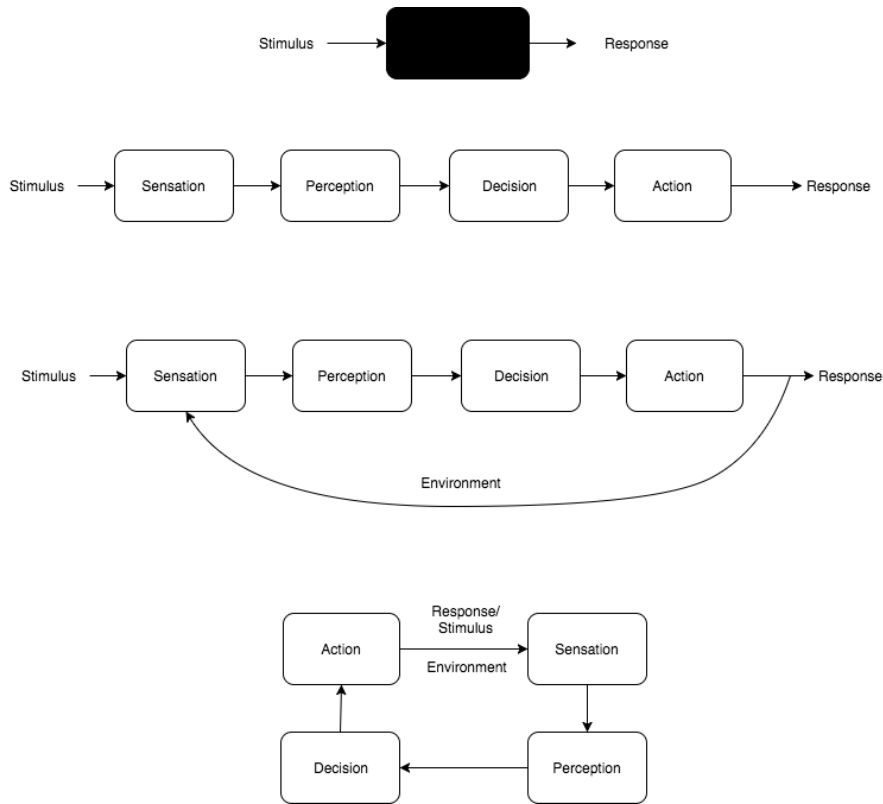 Stimulus
Response
Stimulus
Sensation
Perception
Decision
Action
Response
Stimulus
Sensation
Perception
Decision
Action
Response
Environment
Response/
Stimulus
Action
Sensation
Environment
Decision
Perception